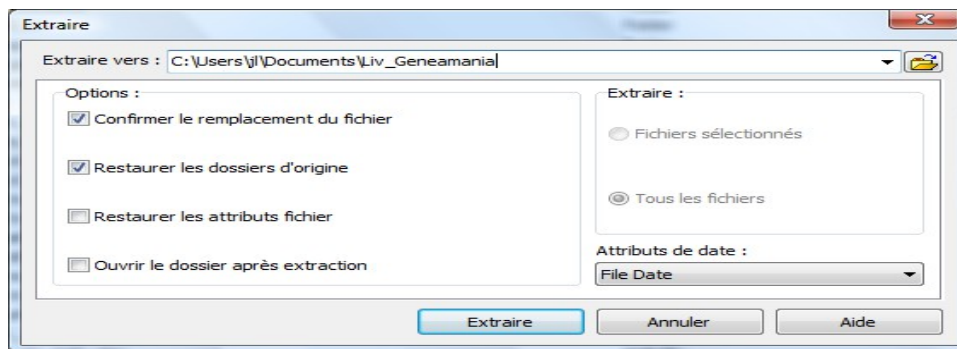 Extraire
Extraire vers : C:\Users\jl\Documents\Liv_Geneamania
Options :
Confirmer le remplacement du fichier
Restaurer les dossiers d'origine
Restaurer les attributs fichier
Ouvrir le dossier après extraction
Extraire :
Fichiers sélectionnés
Tous les fichiers
Attributs de date :
File Date
Extraire
Annuler
Aide